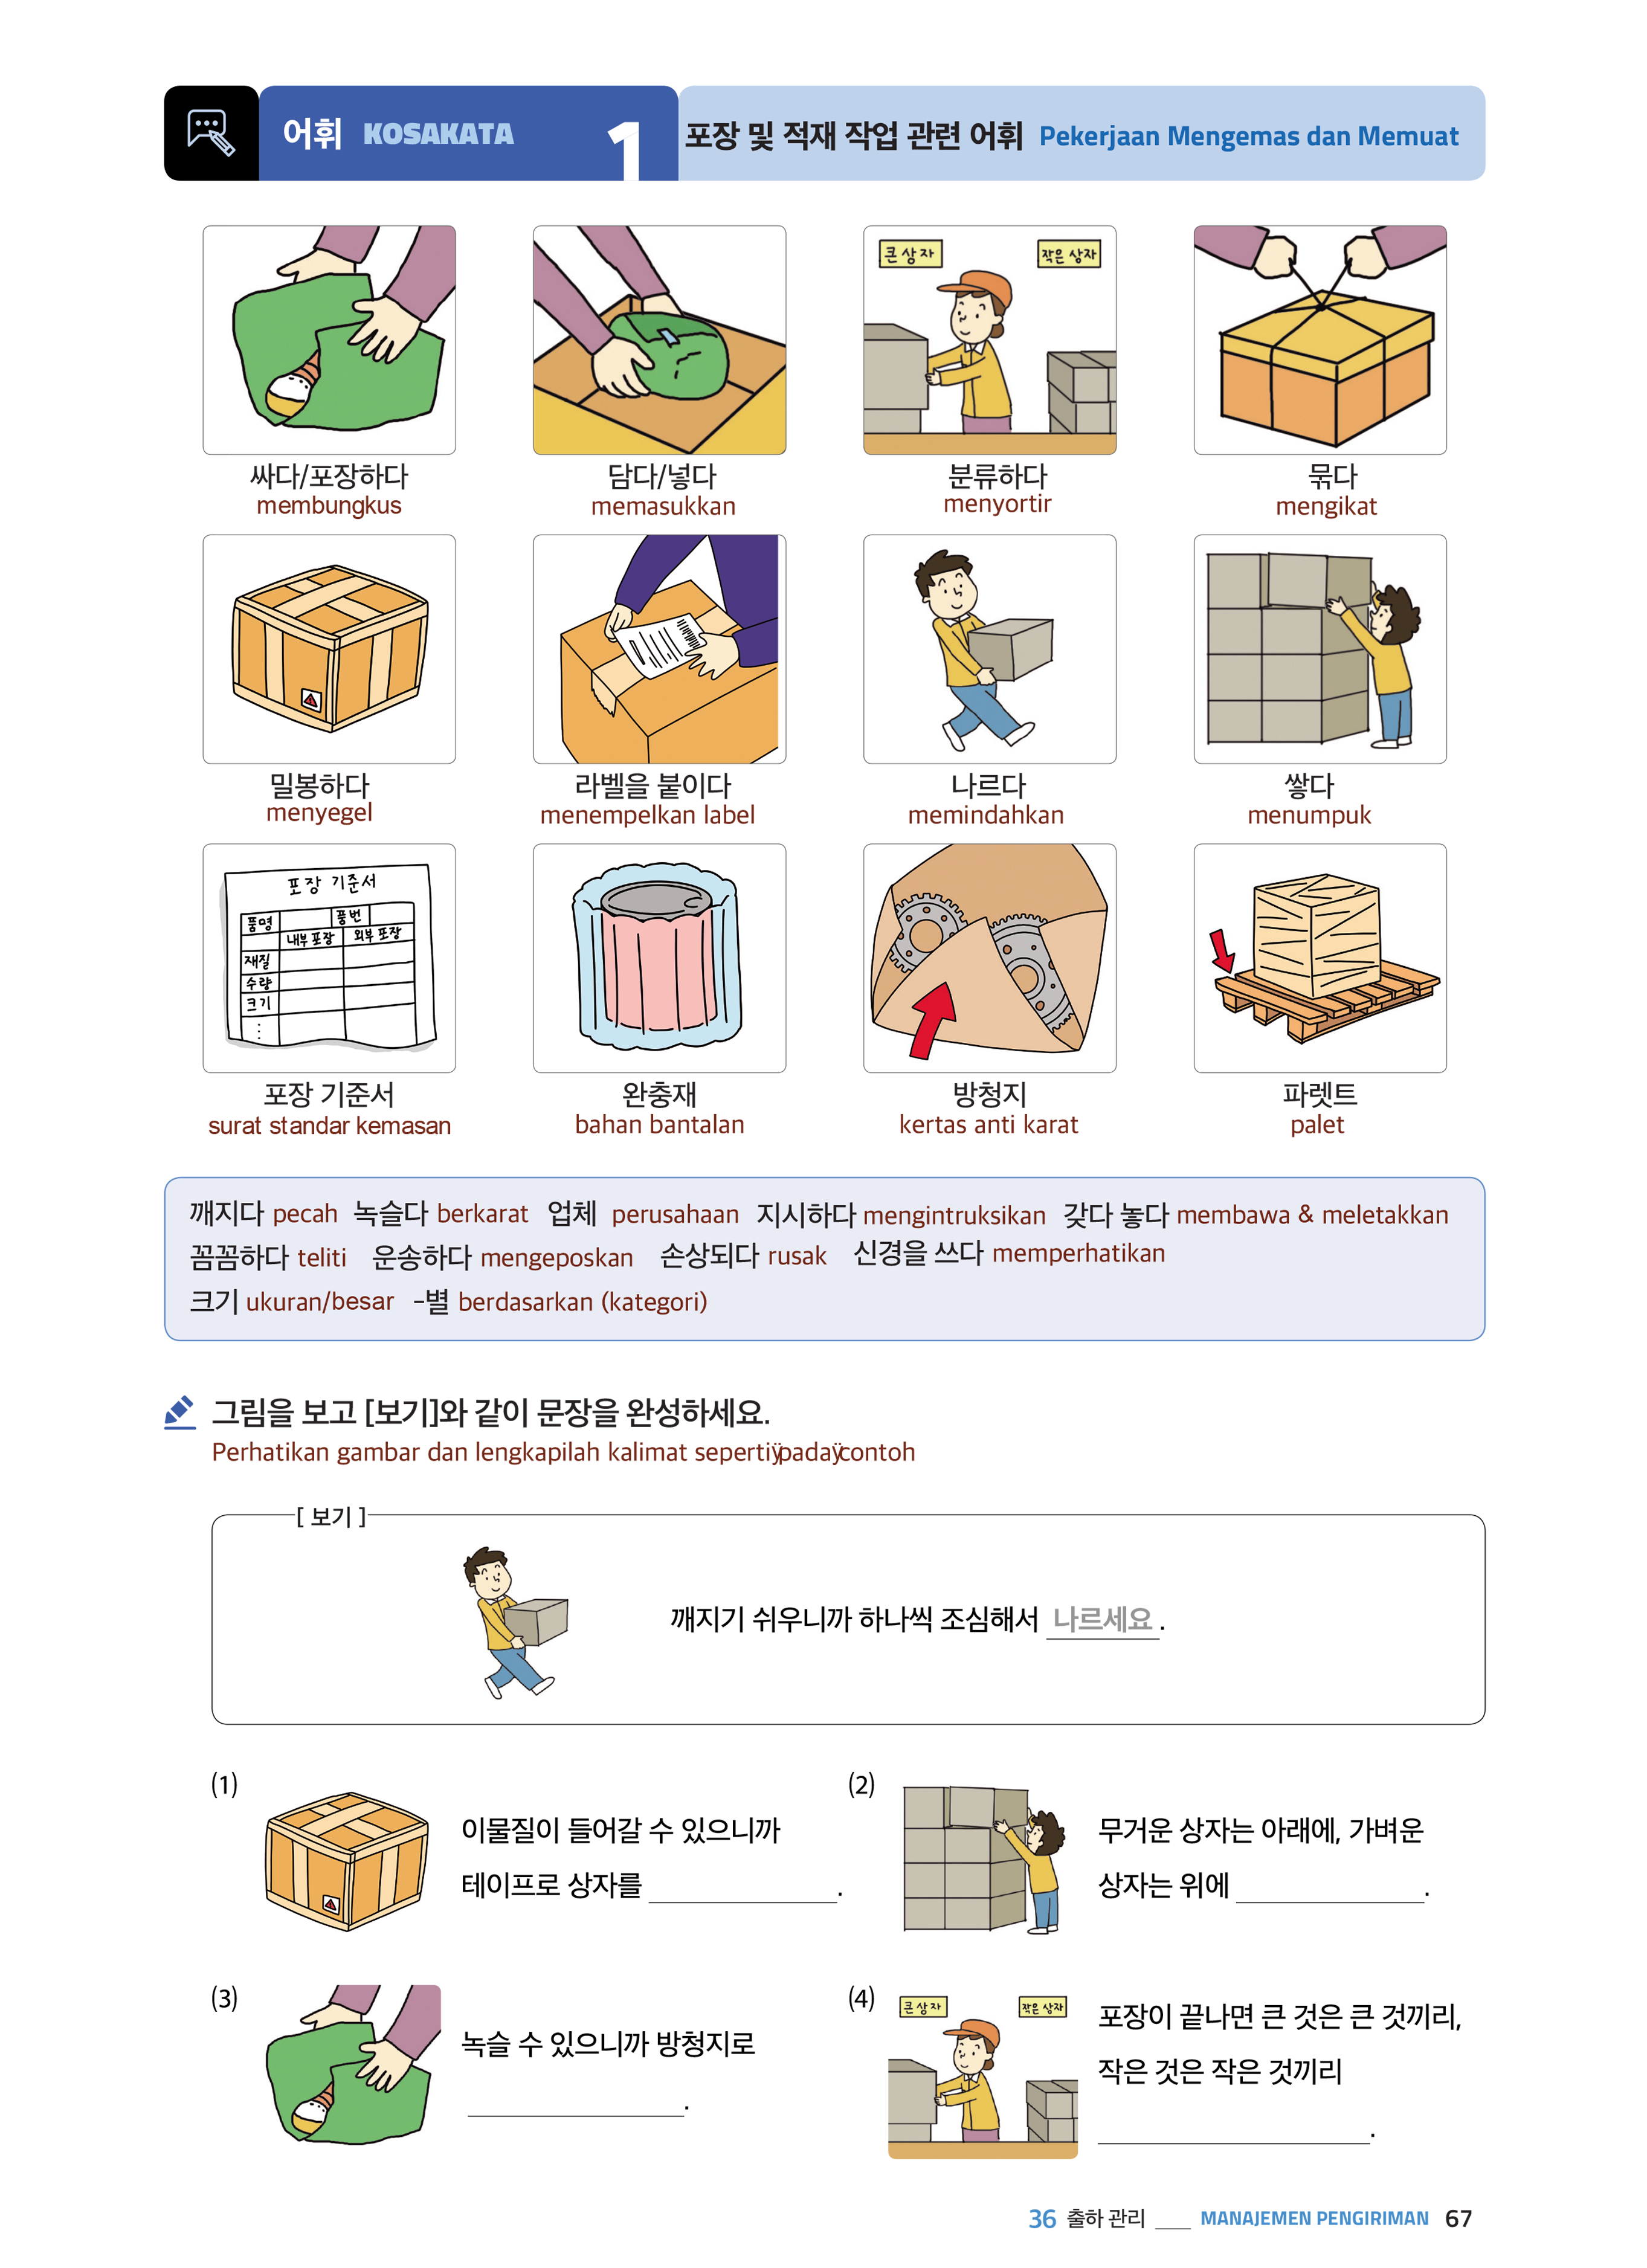 어휘 KOSAKATA 1 포장 및 적재 작업 관련 어휘 Pekerjaan Mengemas dan Memuat
큰 상자 작은 상자
싸다/포장하다 담다/넣다 분류하다 묶다
membungkus memasukkan menyortir mengikat
밀봉하다 라벨을 붙이다 나르다 쌓다
menyegel menempelkan label memindahkan menumpuk
포장 기준서
품명 품번
내부 포장 외부 포장
재질
수량
크기
⋮
포장 기준서 완충재 방청지 파렛트
surat standar kemasan bahan bantalan kertas anti karat palet
깨지다 pecah 녹슬다 berkarat 업체 perusahaan 지시하다 mengintruksikan 갖다 놓다 membawa & meletakkan
꼼꼼하다 teliti 운송하다 mengeposkan 손상되다 rusak 신경을 쓰다 memperhatikan
크기 ukuran/besar -별 berdasarkan (kategori)
그림을 보고 [보기]와 같이 문장을 완성하세요.
Perhatikan gambar dan lengkapilah kalimat sepertiÿpadaÿcontoh
[ 보기 ]
깨지기 쉬우니까 하나씩 조심해서 나르세요 .
(1)
이물질이 들어갈 수 있으니까
테이프로 상자를 ______.
(2)
무거운 상자는 아래에, 가벼운
상자는 위에 ______.
(3)
녹슬 수 있으니까 방청지로
______.
(4)
큰 상자 작은 상자
포장이 끝나면 큰 것은 큰 것끼리,
작은 것은 작은 것끼리
______.
36 출하 관리 ___ MANAJEMEN PENGIRIMAN 67